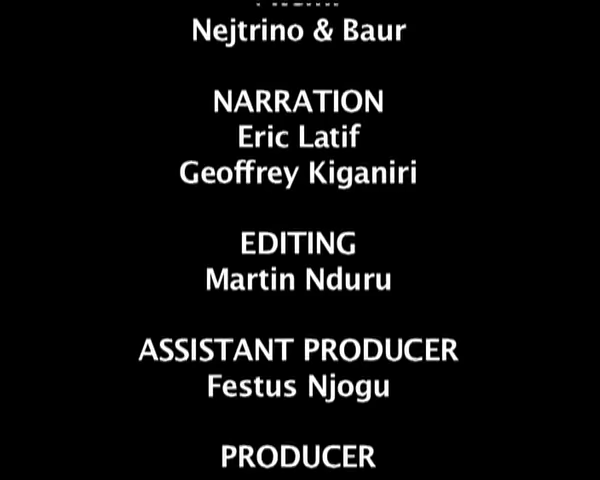 Nejtrino & Baur
NARRATION
Eric Latif
Geoffrey Kiganiri
EDITING
Martin Nduru
ASSISTANT PRODUCER
Festus Njogu
PRODUCER